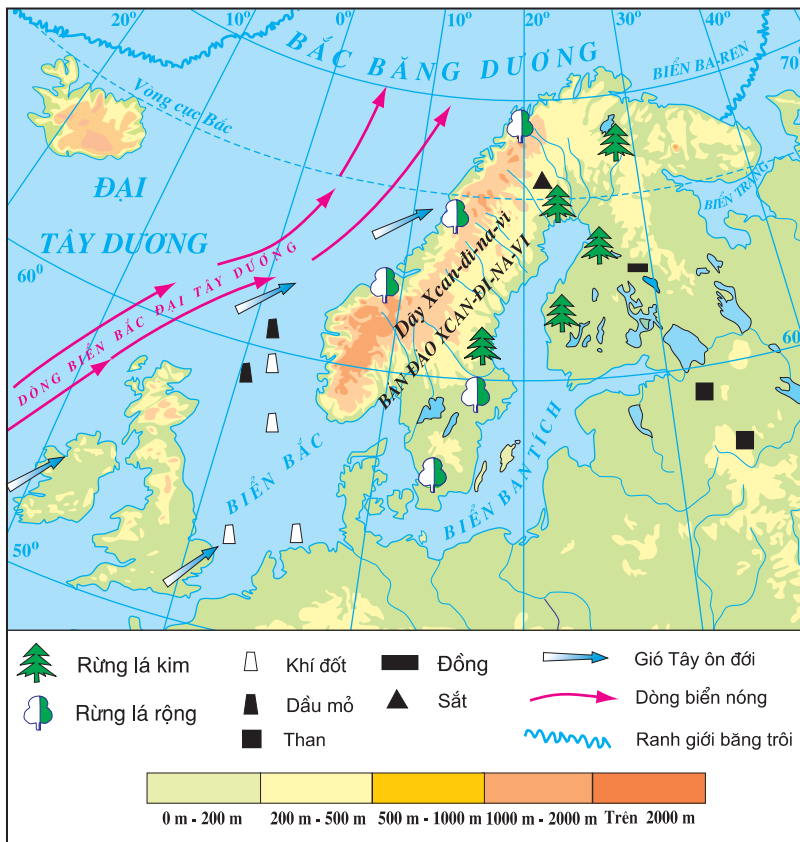 20° 10° 0° 10° 20° 30° 40°
BẮC BĂNG DƯƠNG
BIỂN BA-REN
70°
Vòng cực Bắc
ĐẠI
TÂY DƯƠNG
BIỂN TRẮNG
60°
DÒNG BIỂN BẮC ĐẠI TÂY DƯƠNG
Dãy Xcan-đi-na-vi
BÁN ĐẢO XCAN-ĐI-NA-VI
60
BIỂN BẮC
BIỂN BAN TÍCH
50°
Rừng lá kim
Khí đốt
Đồng
Gió Tây ôn đới
Rừng lá rộng
Dầu mỏ
Sắt
Dòng biển nóng
Than
Ranh giới băng trôi
0 m - 200 m
200 m - 500 m
500 m - 1000 m
1000 m - 2000 m
Trên 2000 m